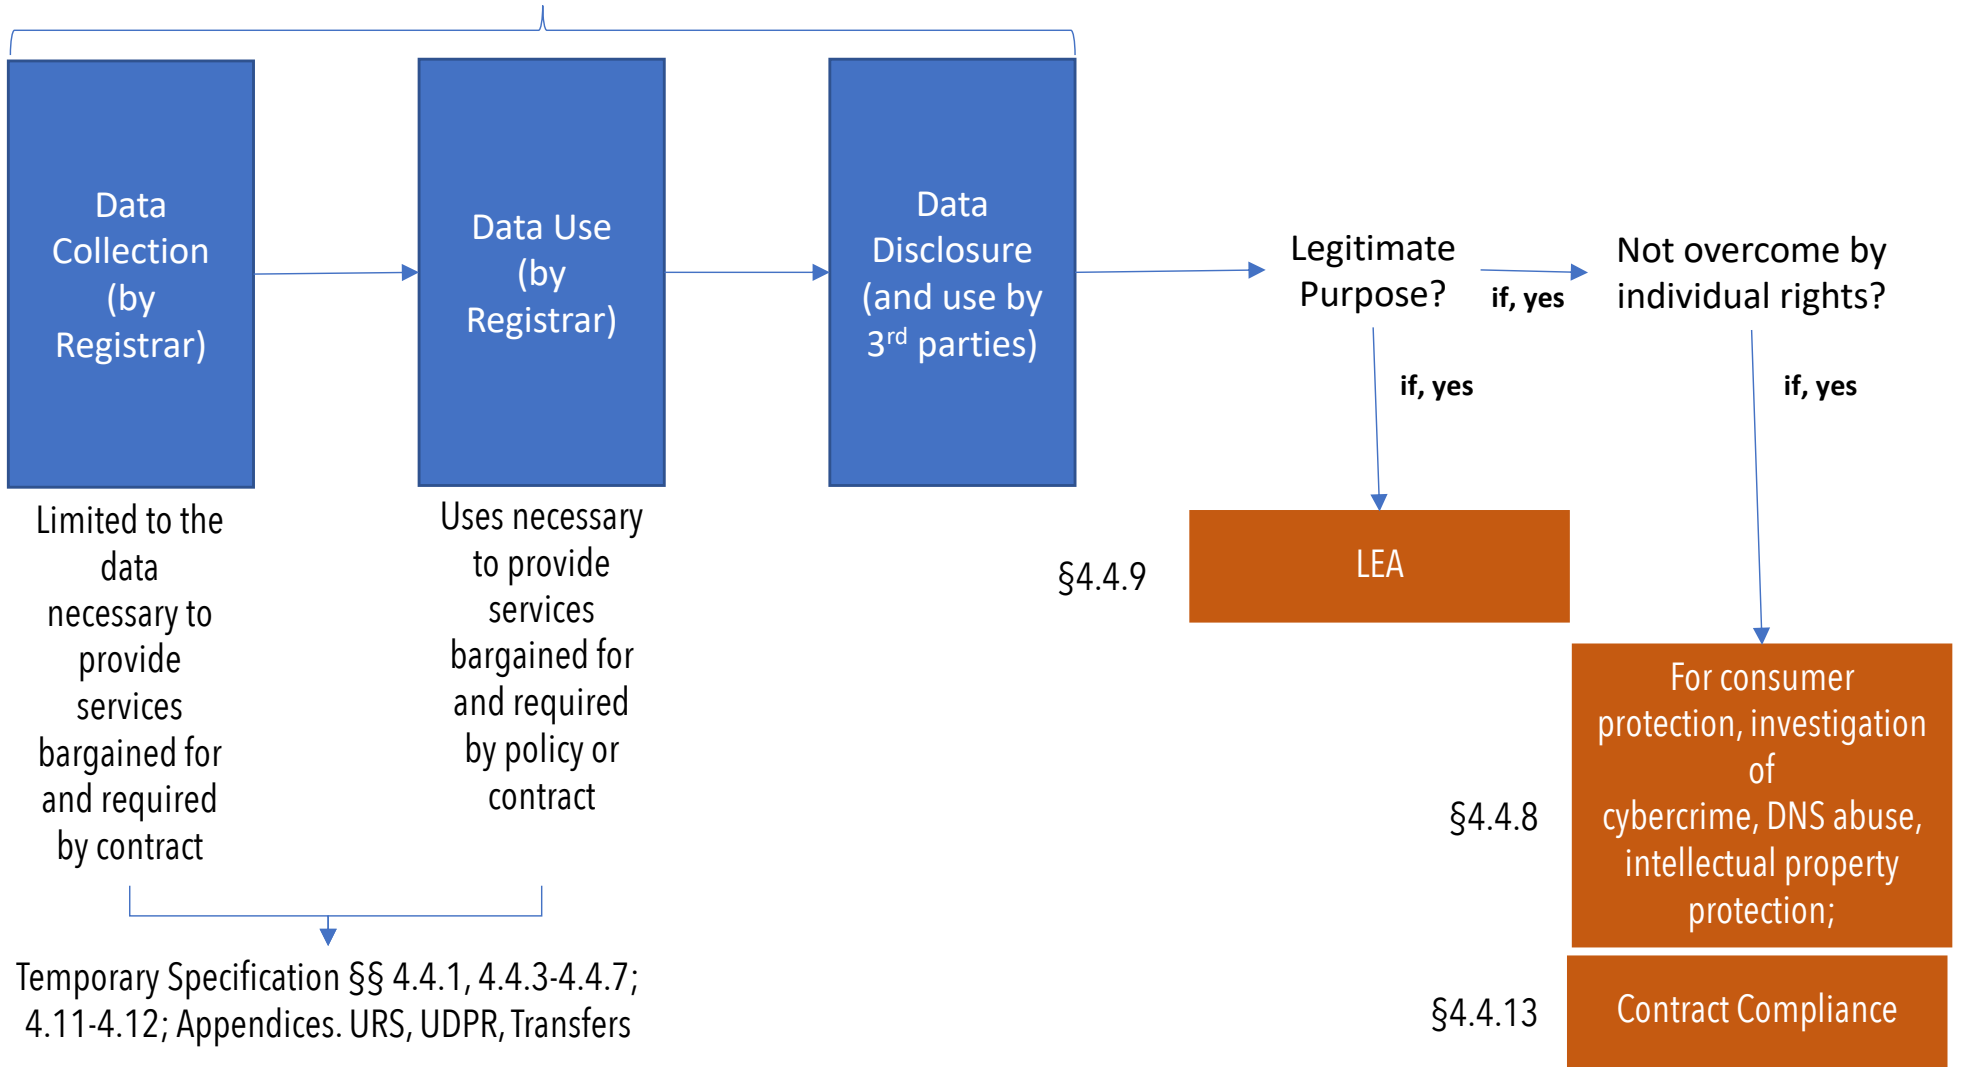 Data
Collection
(by
Registrar)
Data Use
(by
Registrar)
Data
Disclosure
(and use by
3rd parties)
Legitimate
Purpose?
if, yes
Not overcome by
individual rights?
if, yes
if, yes
Limited to the
data
necessary to
provide
services
bargained for
and required
by contract
Uses necessary
to provide
services
bargained for
and required
by policy or
contract
§4.4.9
LEA
§4.4.8
For consumer
protection, investigation
of
cybercrime, DNS abuse,
intellectual property
protection;
Temporary Specification §§ 4.4.1, 4.4.3-4.4.7;
4.11-4.12; Appendices. URS, UDPR, Transfers
§4.4.13
Contract Compliance